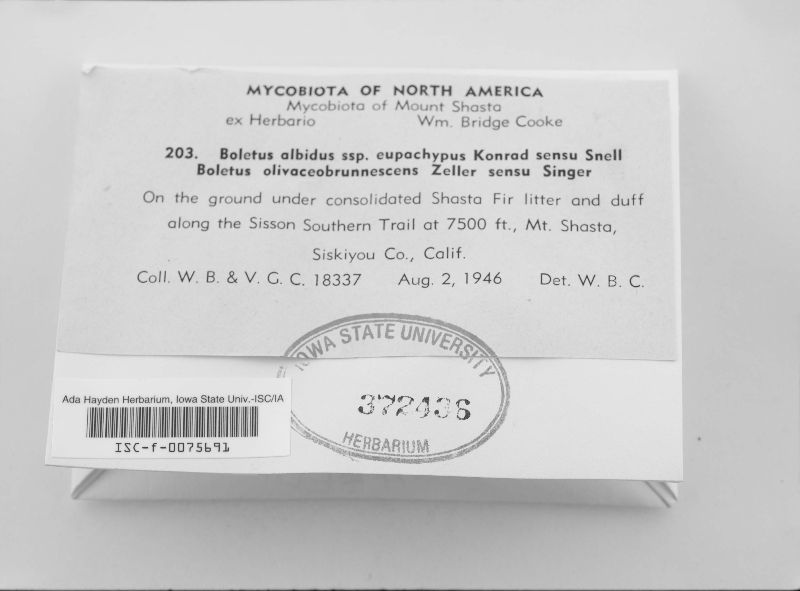 MYCOBIOTA OF NORTH AMERICA
Mycobiota of Mount Shasta
ex Herbario Wm. Bridge Cooke
203. Boletus albidus ssp. eupachypus Konrad sensu Snell
Boletus olivaceobrunnescens Zeller sensu Singer
On the ground under consolidated Shasta Fir litter and duff
along the Sisson Southern Trail at 7500 ft., Mt. Shasta,
Siskiyou Co., Calif.
Coll. W. B. & V. G. C. 18337 Aug. 2, 1946 Det. W. B. C.
IOWA STATE UNIVERSITY
372436
HERBARIUM
Ada Hayden Herbarium, Iowa State Univ.-ISC/IA
ISC-f-0075691